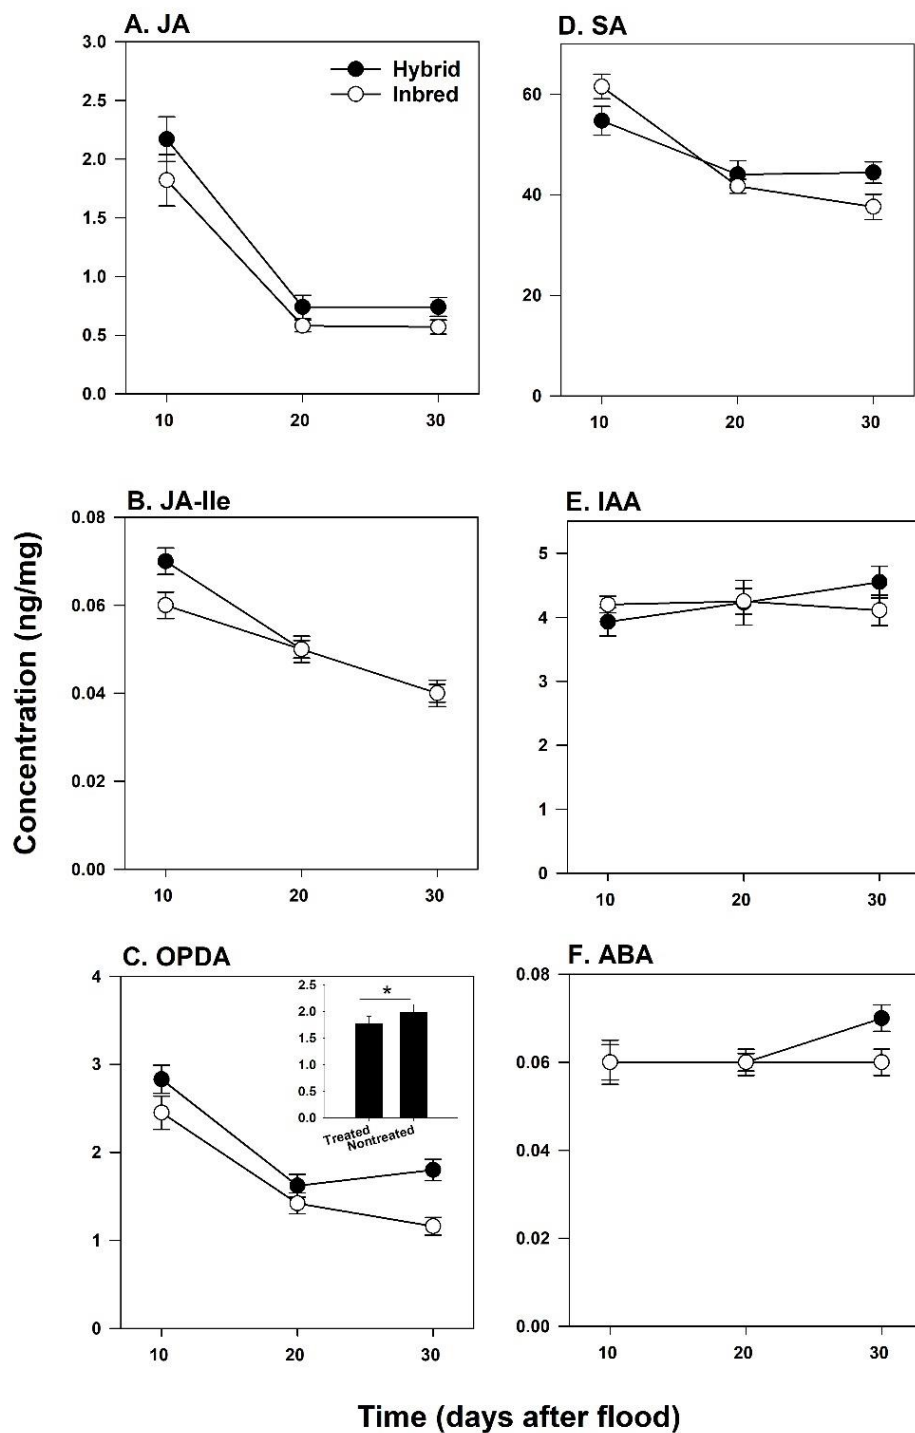 A. JA
3.0
2.5
2.0
1.5
1.0
0.5
0.0
Hybrid
Inbred
10 20 30
D. SA
60
40
20
0
10 20 30
B. JA-Ile
0.08
0.06
0.04
0.02
0.00
10 20 30
E. IAA
5
4
3
2
1
0
10 20 30
C. OPDA
4
3
2
1
0
2.5
2.0
1.5
1.0
0.5
0.0
*
Treated
Nontreated
10 20 30
F. ABA
0.08
0.06
0.04
0.02
0.00
10 20 30
Concentration (ng/mg)
Time (days after flood)